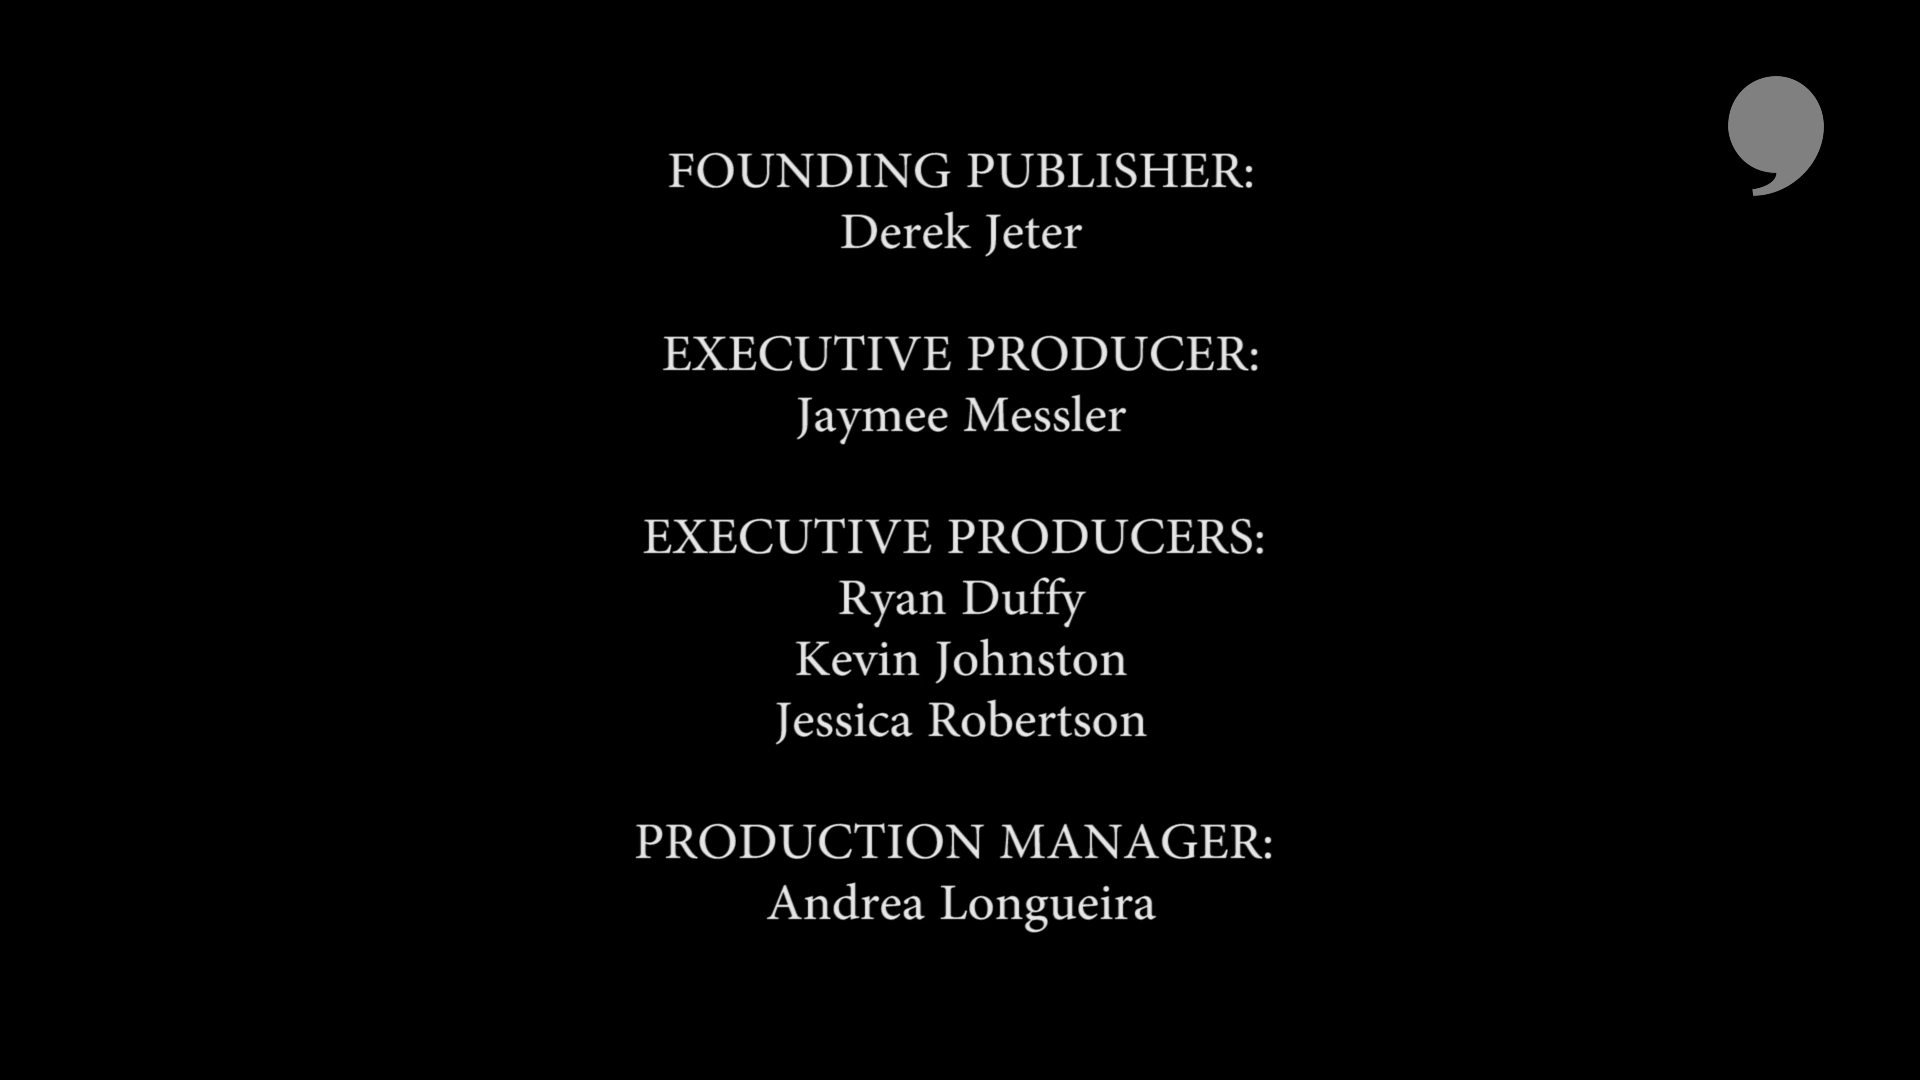 FOUNDING PUBLISHER:
Derek Jeter
EXECUTIVE PRODUCER:
Jaymee Messler
EXECUTIVE PRODUCERS:
Ryan Duffy
Kevin Johnston
Jessica Robertson
PRODUCTION MANAGER:
Andrea Longueira